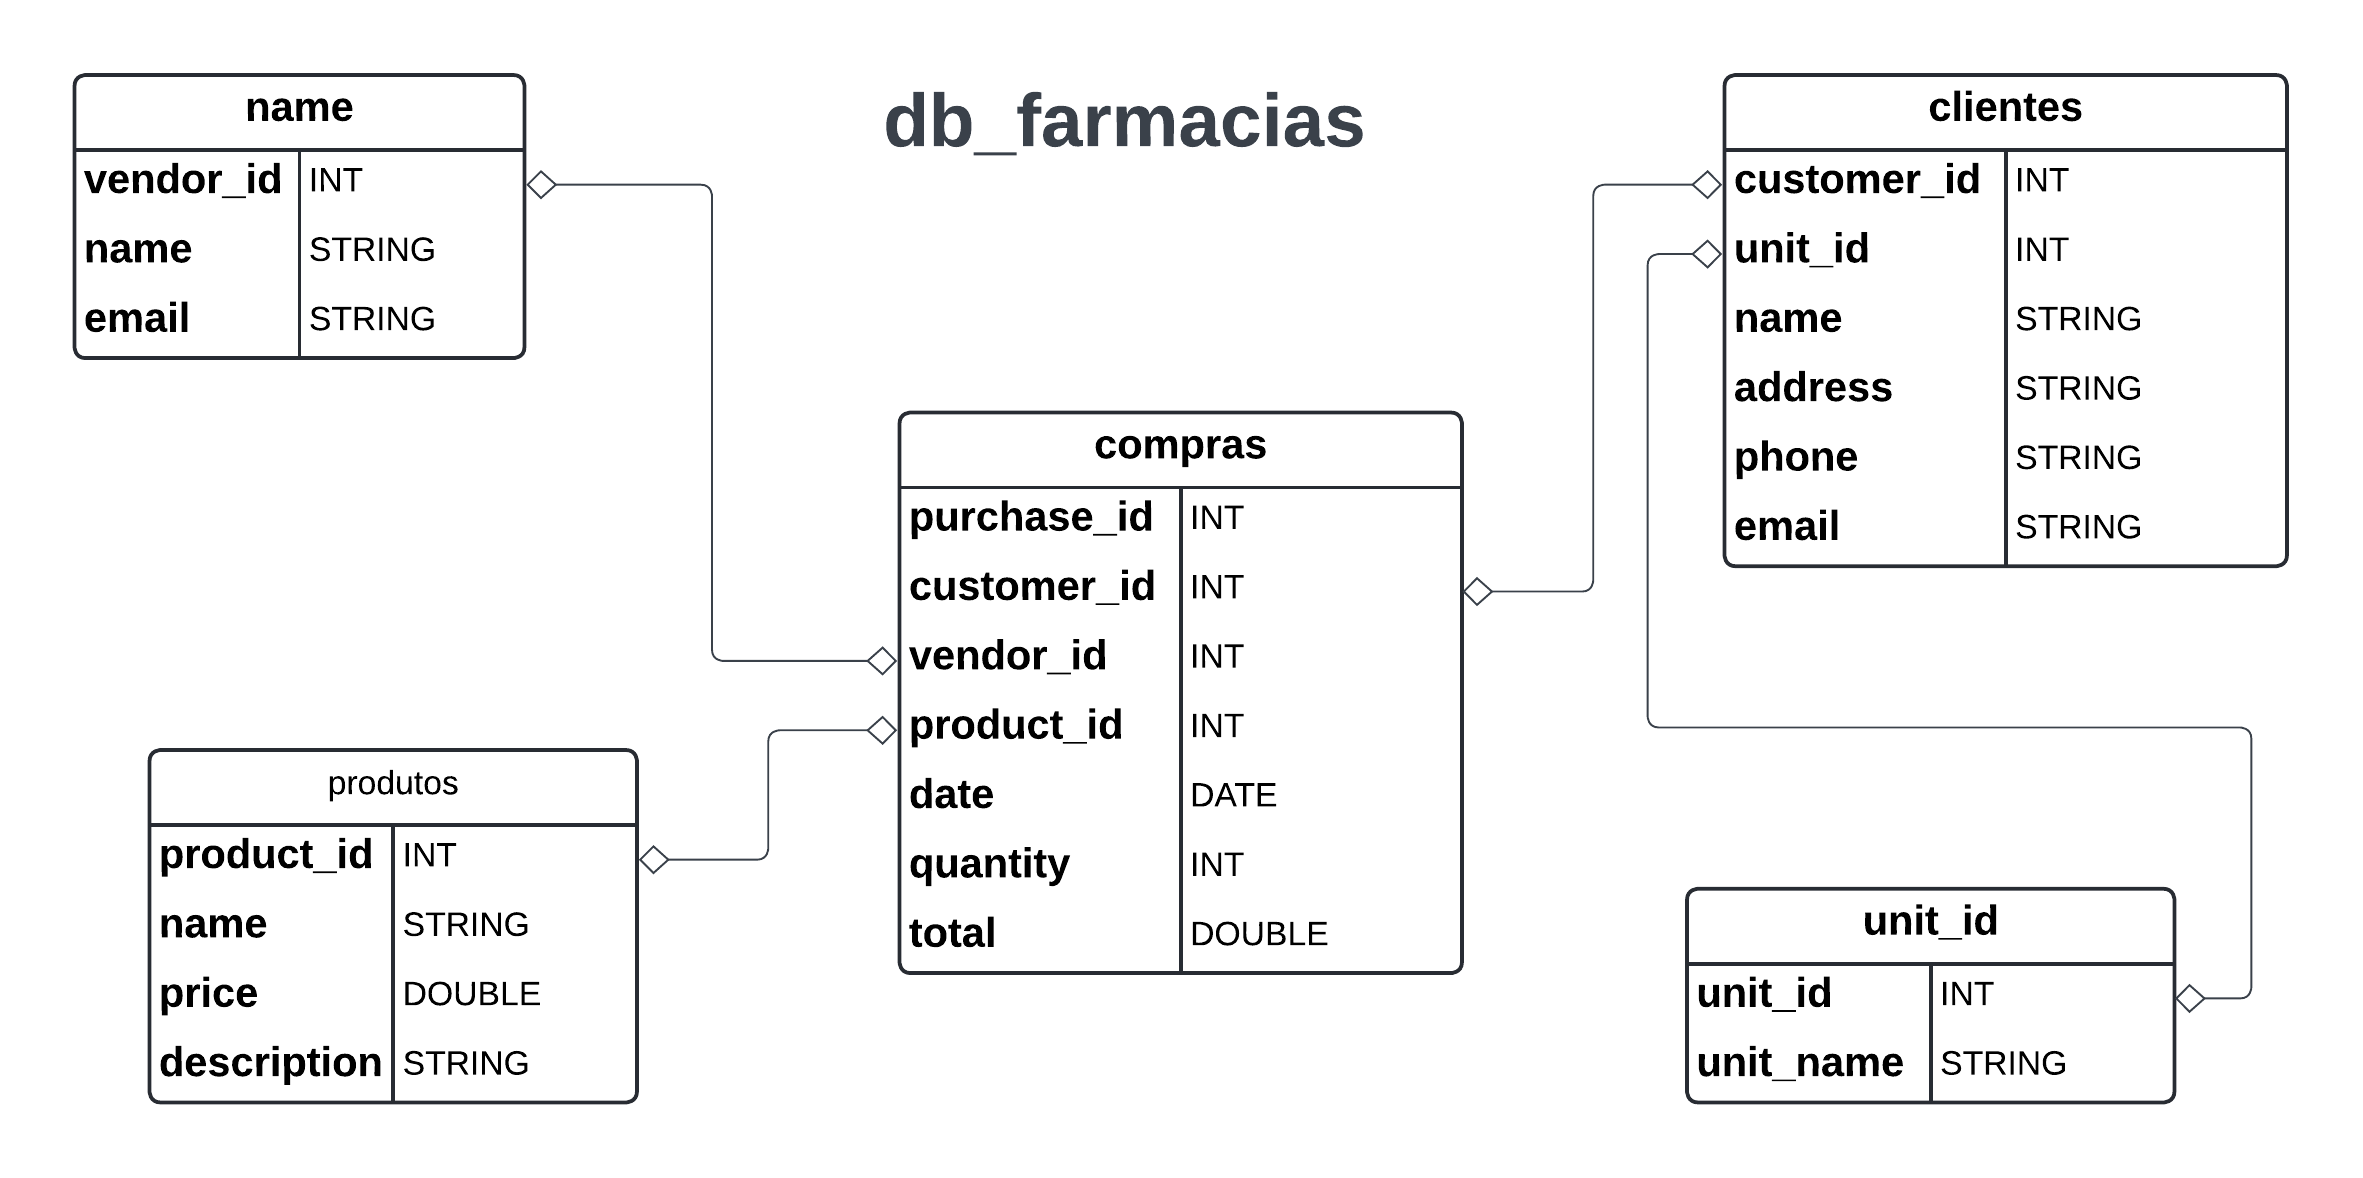 db_farmacias
name
vendor_id INT
name STRING
email STRING
clientes
customer_id INT
unit_id INT
name STRING
address STRING
phone STRING
email STRING
compras
purchase_id INT
customer_id INT
vendor_id INT
product_id INT
date DATE
quantity INT
total DOUBLE
produtos
product_id INT
name STRING
price DOUBLE
description STRING
unit_id
unit_id INT
unit_name STRING